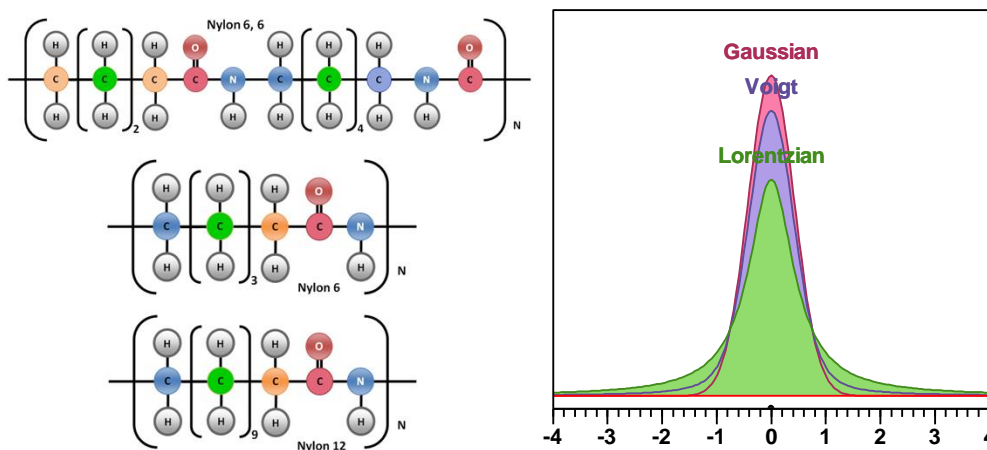 Nylon 6, 6
H H H O H H H O
C C C C N C C C N C
H H H H H H H H
2 4 N
H H H O
C C C C N
H H H H
3 Nylon 6 N
H H H O
C C C C N
H H H H
9 Nylon 12 N
Gaussian
Voigt
Lorentzian
-4 -3 -2 -1 0 1 2 3 4